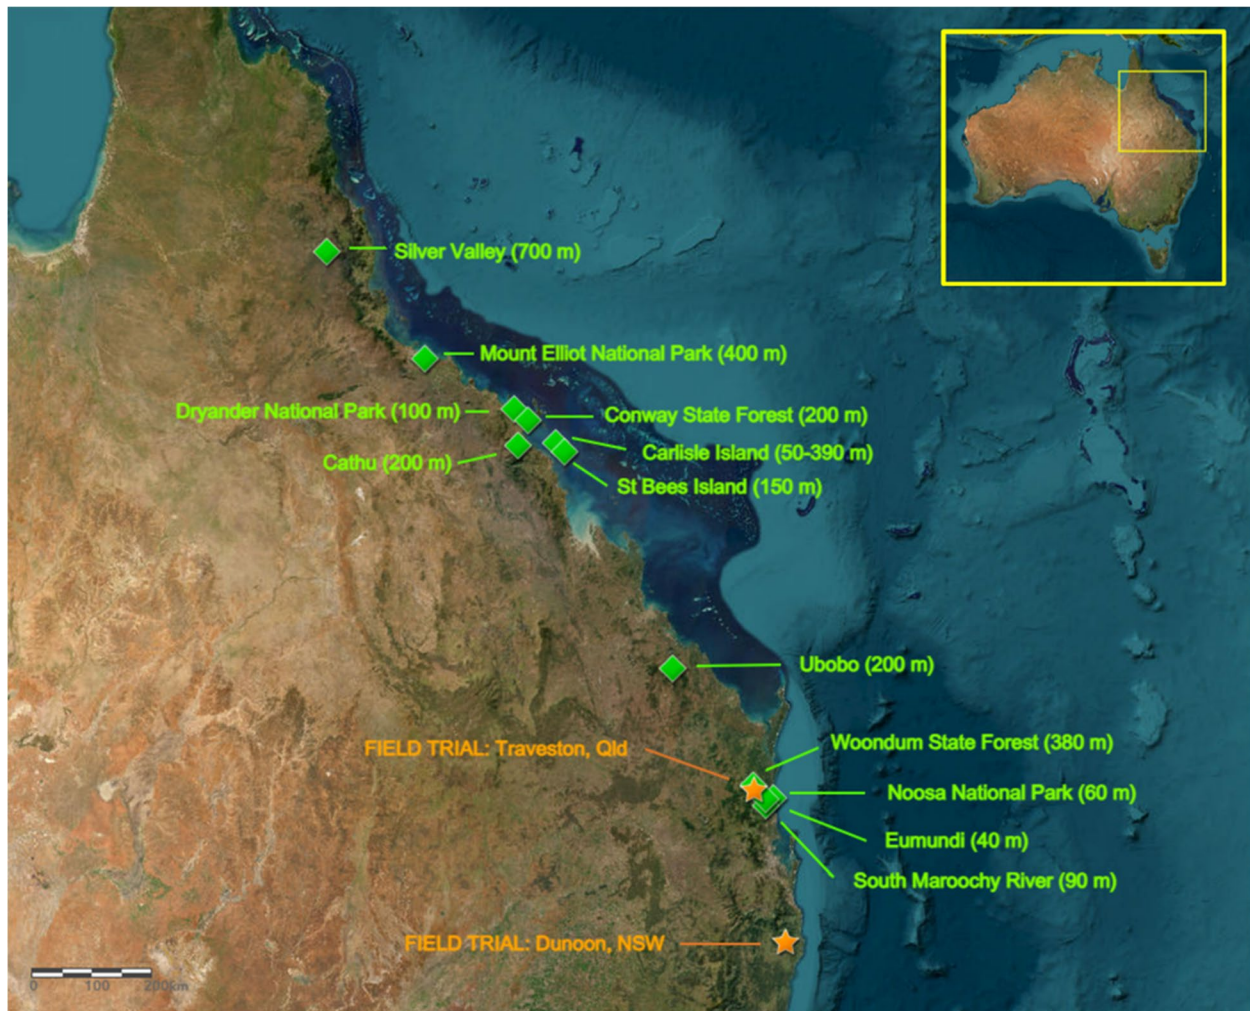 Silver Valley (700 m)
Mount Elliot National Park (400 m)
Dryander National Park (100 m)
Conway State Forest (200 m)
Carlisle Island (50-390 m)
Cathu (200 m)
St Bees Island (150 m)
Ubobo (200 m)
FIELD TRIAL: Traveston, Qld
Woondum State Forest (380 m)
Noosa National Park (60 m)
Eumundi (40 m)
South Maroochy River (90 m)
FIELD TRIAL: Dunoon, NSW
0 100 200km